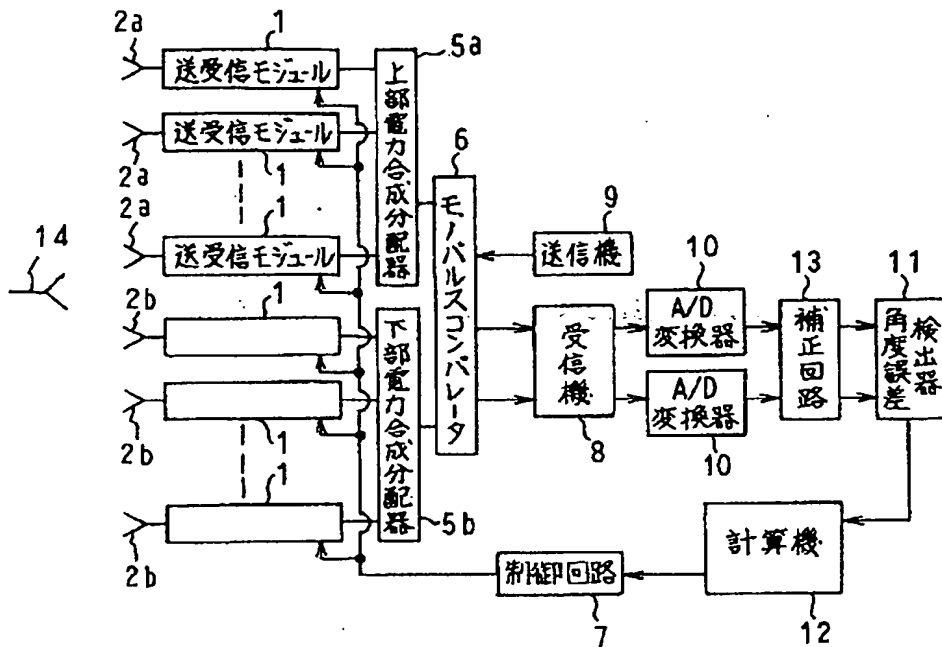 2a
1
送受信モジュール
5a
送受信モジュール
2a
1
2a
1
送受信モジュール
上部電力合成分配器
6
モノパルスコンパレータ
9
送信機
14
1
2b
10
A/D
変換器
13
補正回路
11
角度誤差
検出器
受信機
8
A/D
変換器
10
2b
1
1
下部電力合成分配器
5b
2b
制御回路
7
計算機
12